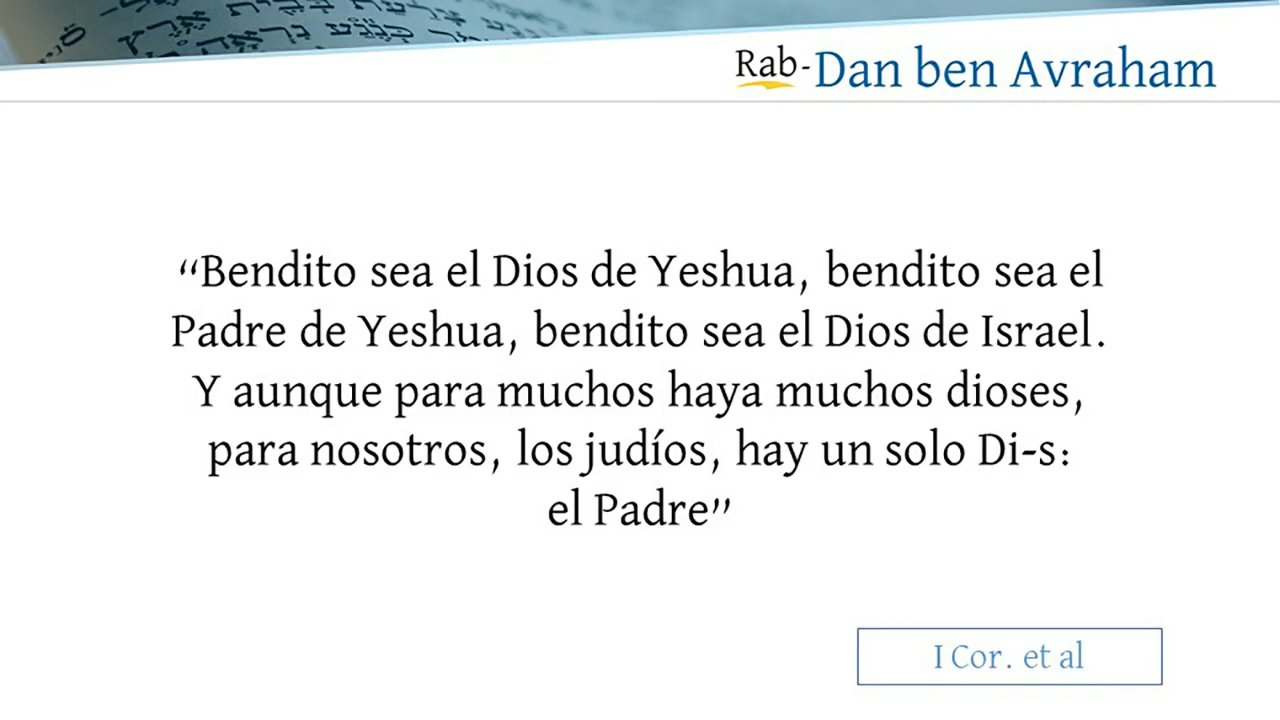 Rab-Dan ben Avraham
“Bendito sea el Dios de Yeshua, bendito sea el
Padre de Yeshua, bendito sea el Dios de Israel.
Y aunque para muchos haya muchos dioses,
para nosotros, los judíos, hay un solo Di-s:
el Padre”
I Cor. et al